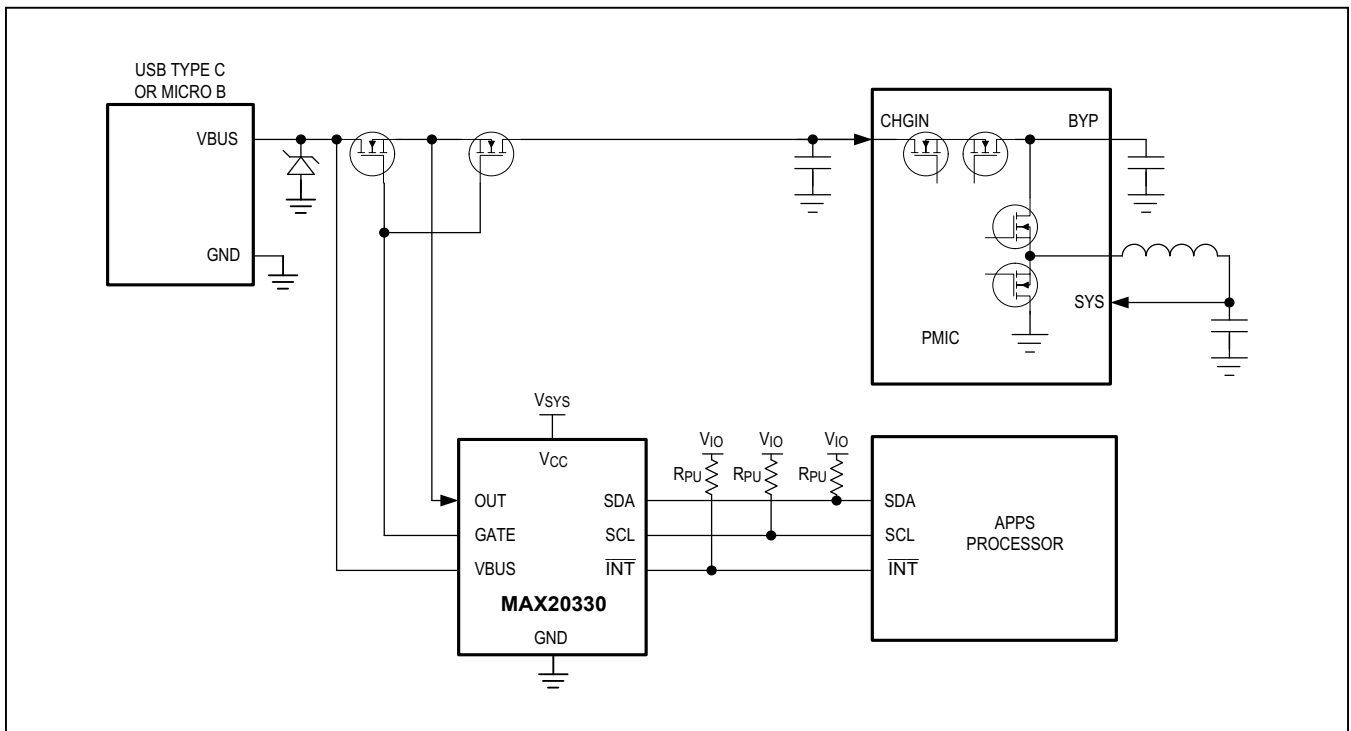 USB TYPE C
OR MICRO B
VBUS
GND
CHGIN
BYP
SYS
PMIC
VSYS
VCC
OUT
GATE
VBUS
SDA
SCL
INT
MAX20330
GND
VIO
VIO
VIO
RPU
RPU
RPU
SDA
SCL
INT
APPS
PROCESSOR